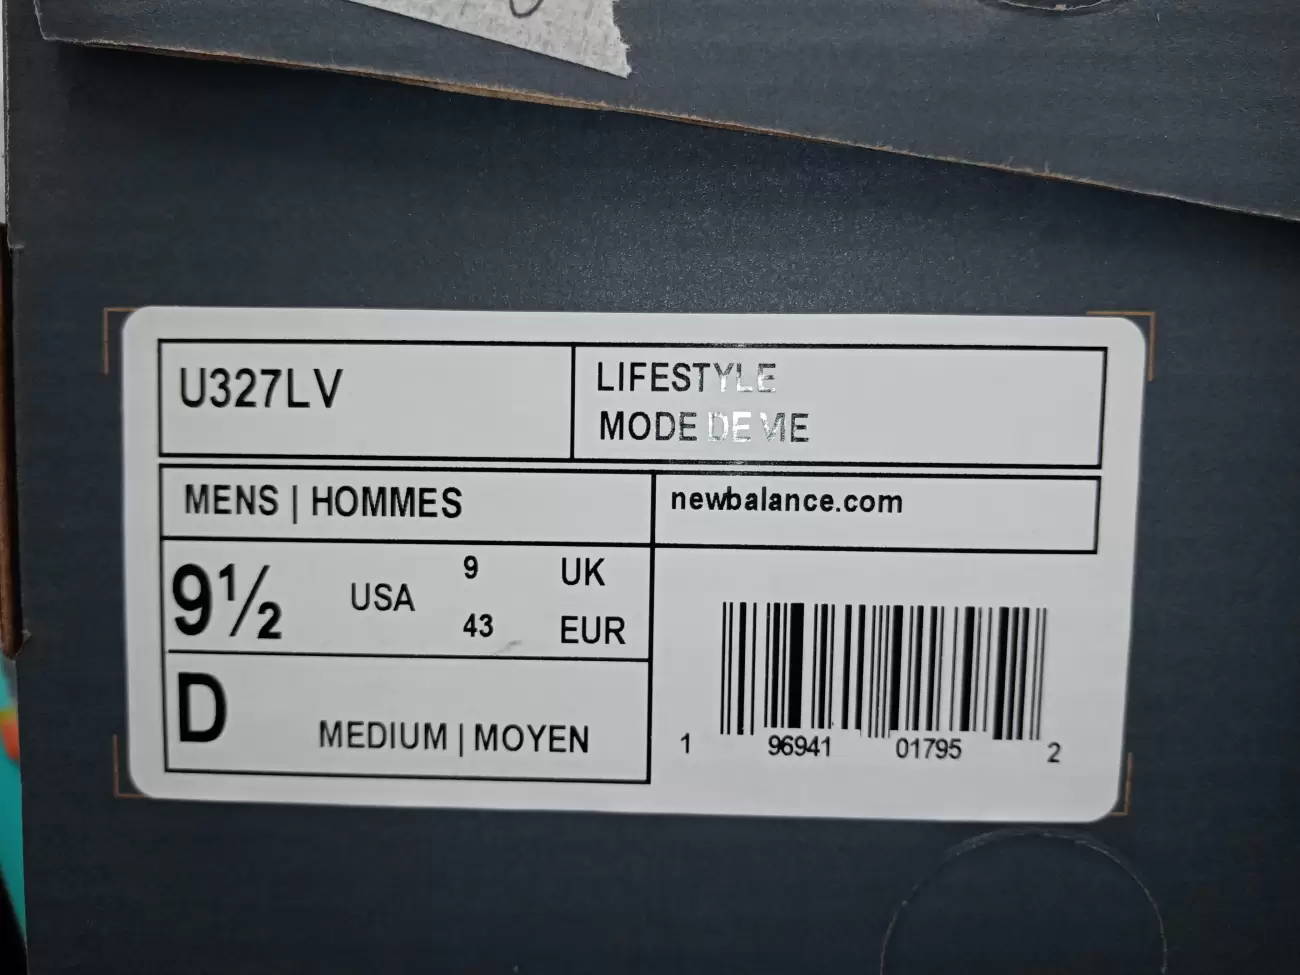 U327LV
LIFESTYLE
MODE DE VIE
MENS | HOMMES
newbalance.com
9½ USA 9 UK
43 EUR
D MEDIUM | MOYEN
1 96941 01795 2